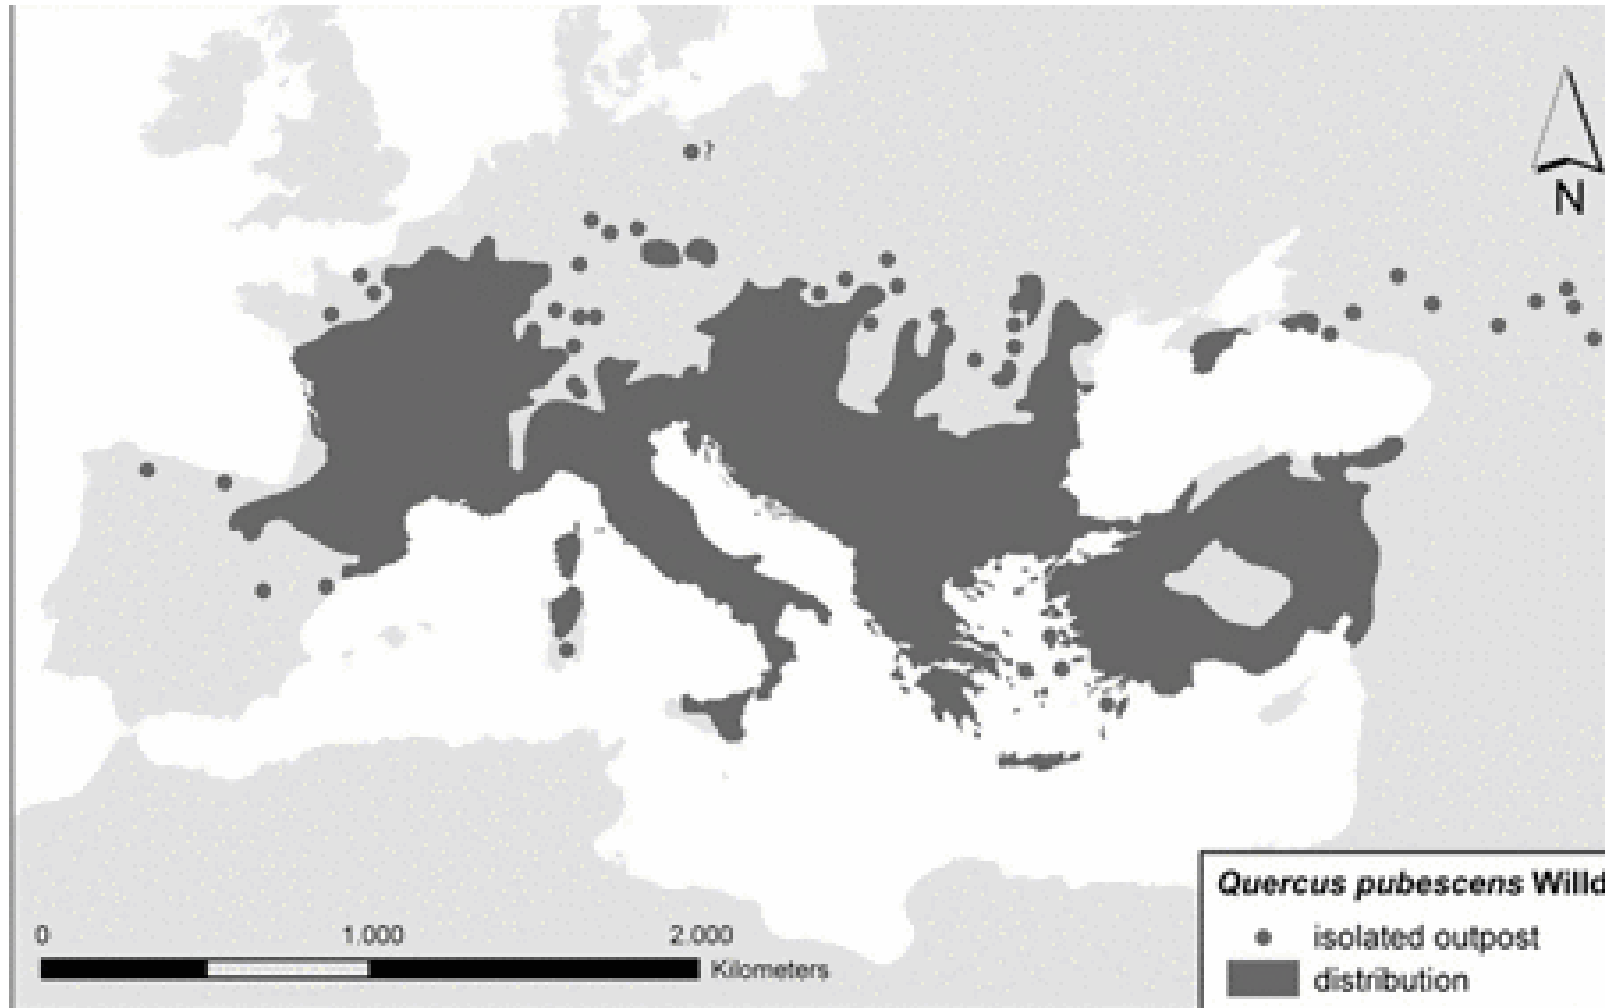 ?
N
Quercus pubescens Willd
isolated outpost
distribution
0 1.000 2.000
Kilometers